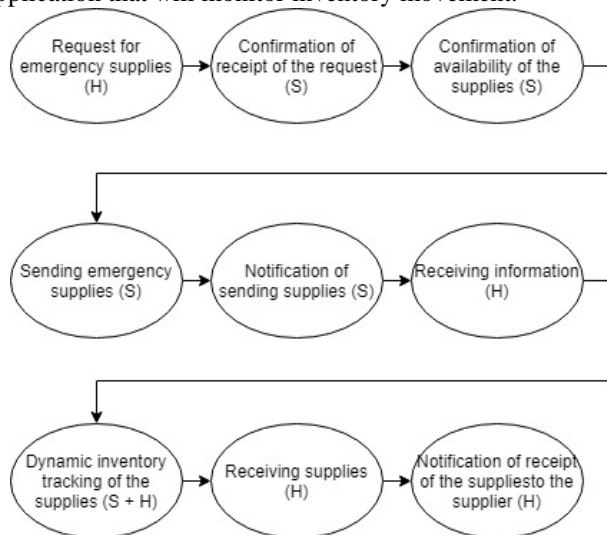 pplication that will monitor inventory movement.
Request for
emergency supplies
(H)
Confirmation of
receipt of the request
(S)
Confirmation of
availability of the
supplies (S)
Sending emergency
supplies (S)
Notification of
sending supplies (S)
Receiving information
(H)
Dynamic inventory
tracking of the
supplies (S + H)
Receiving supplies
(H)
Notification of receipt
of the suppliesto the
supplier (H)